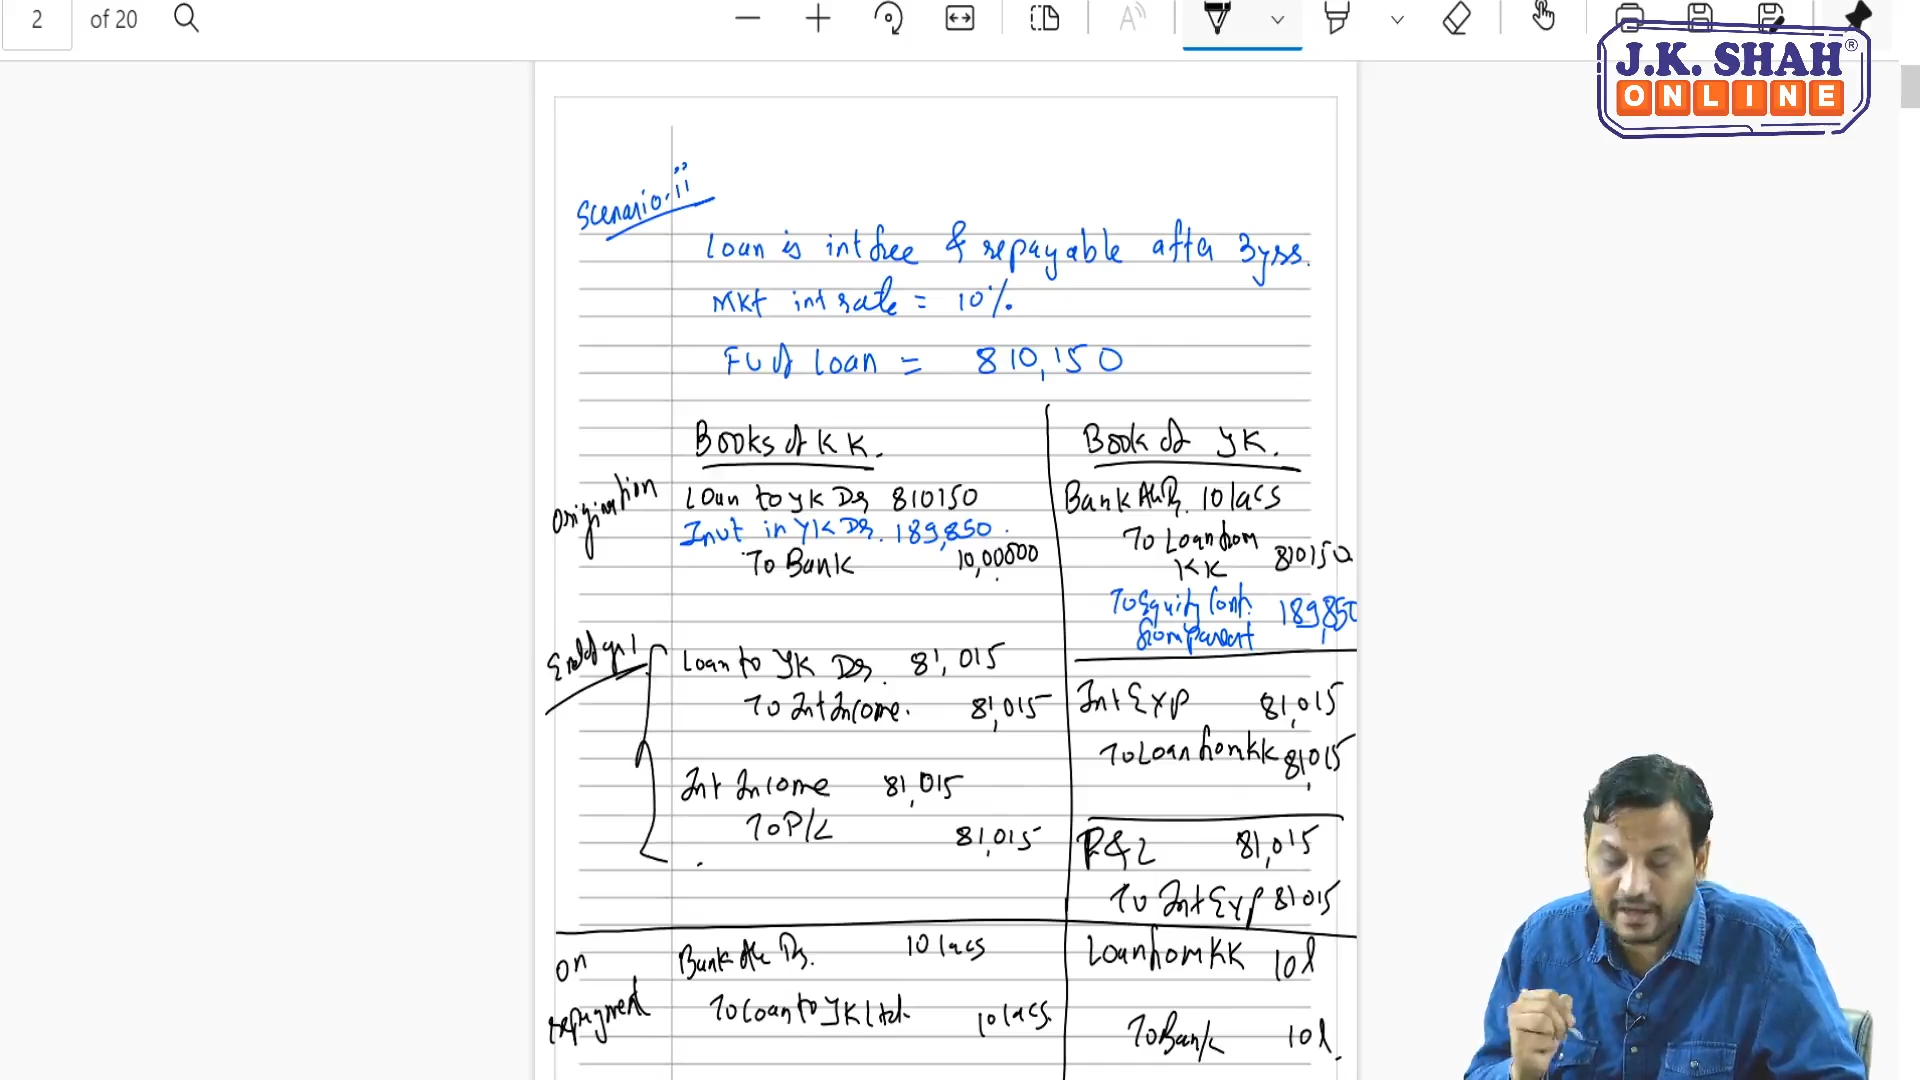 2 of 20
J.K. SHAH ®
ONLINE
Scenario-ii
Loan is int free & repayable after 3yrs.
Mkt int rate = 10%
FV of Loan = 810,150
Books of KK.
Book of YK.
Origination
Loan to YK Dr 810150
Invt in YK Dr. 189,850
To Bank 10,00000
Bank A/c Dr. 10 lacs
To Loan from KK 810150
To Equity Cont. from parent 189,850
End of yr 1
Loan to YK Dr. 81,015
To Int Income. 81,015
Int Income 81,015
To P/L 81,015
Int Exp 81,015
To Loan from KK 81,015
P&L 81,015
To Int Exp 81015
On repayment
Bank A/c Dr. 10 lacs
To Loan to YK Ltd. 10 lacs.
Loan from KK 10l
To Bank 10l.